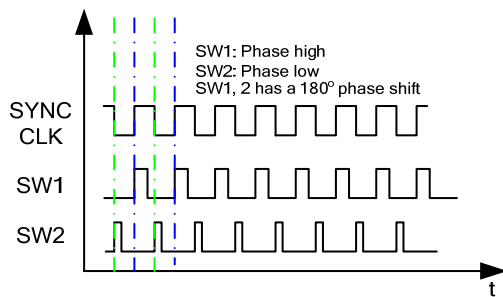 SW1: Phase high
SW2: Phase low
SW1, 2 has a 180° phase shift
SYNC
CLK
SW1
SW2
t